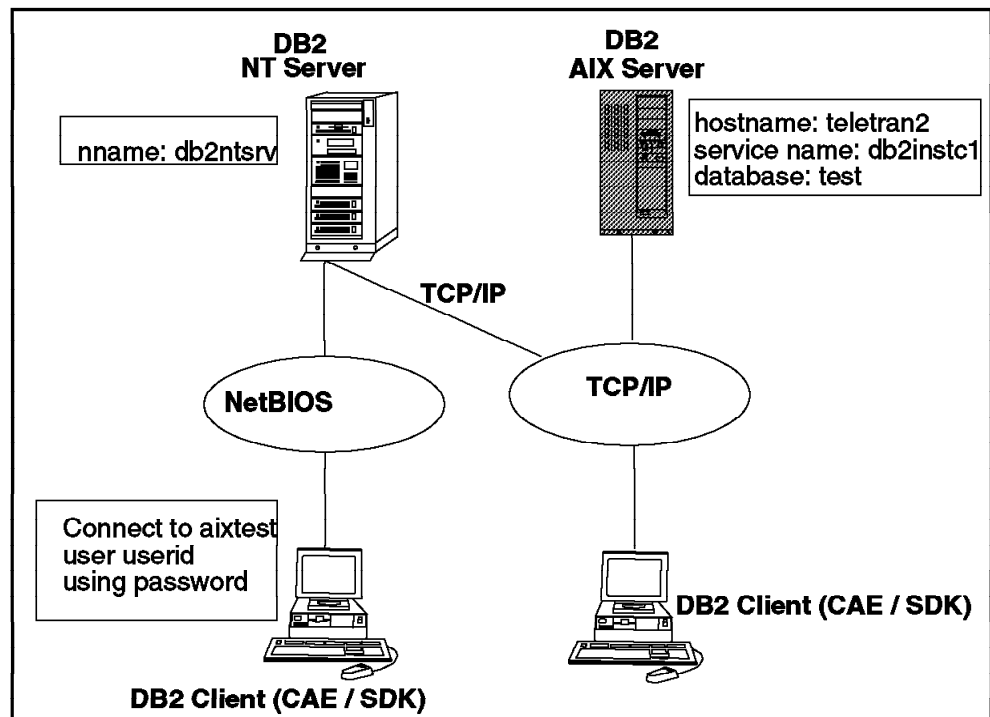 DB2
NT Server
DB2
AIX Server
nname: db2ntsrv
hostname: teletran2
service name: db2instc1
database: test
TCP/IP
NetBIOS
TCP/IP
Connect to aixtest
user userid
using password
DB2 Client (CAE / SDK)
DB2 Client (CAE / SDK)